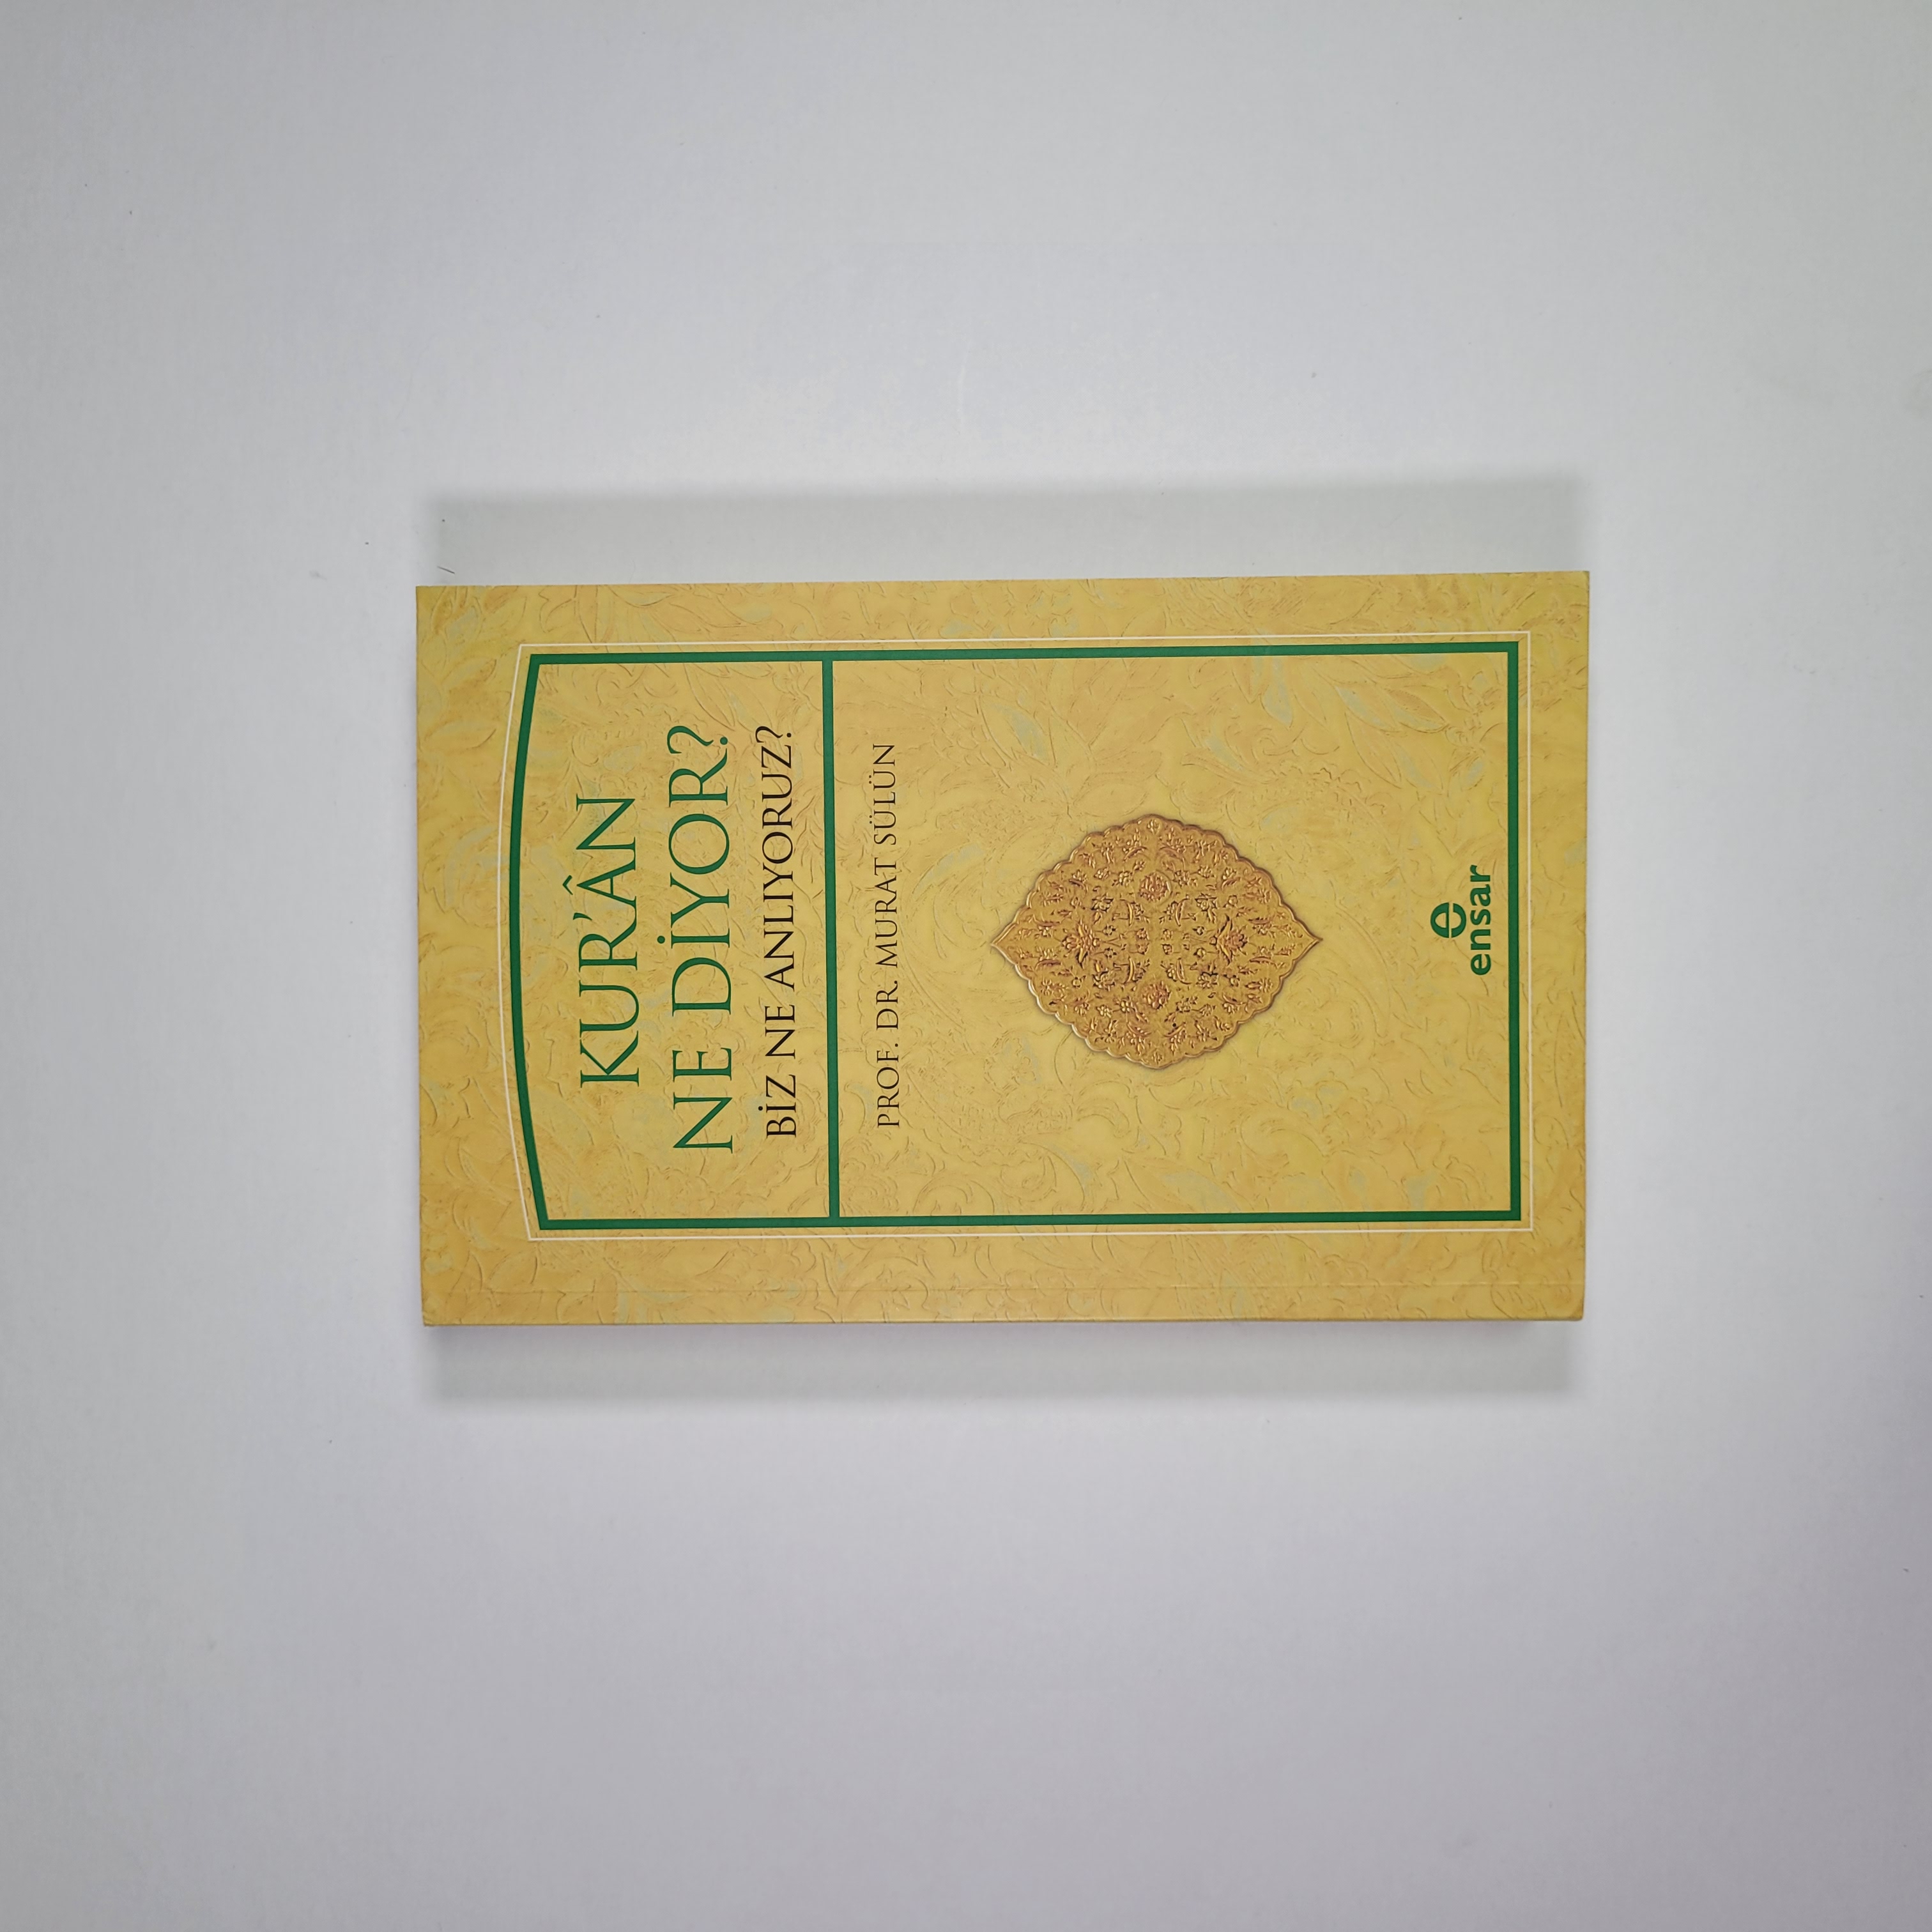 KUR'ÂN
NE DİYOR?
BİZ NE ANLIYORUZ?
PROF. DR. MURAT SÜLÜN
e
ensar